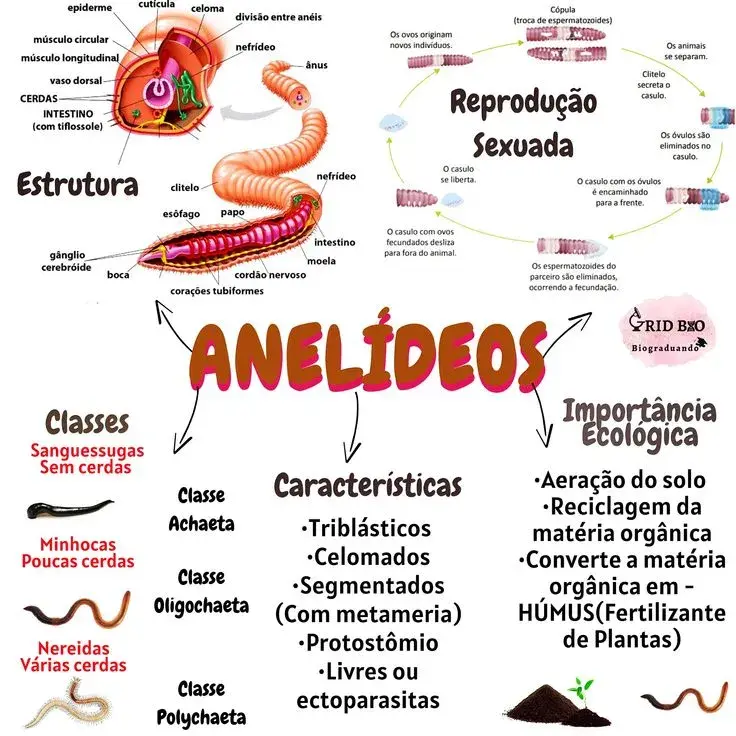 epiderme
cutícula
celoma
divisão entre anéis
músculo circular
nefrídeo
músculo longitudinal
ânus
vaso dorsal
CERDAS
INTESTINO
(com tiflossole)
Estrutura
clitelo
nefrídeo
esôfago
papo
intestino
gânglio
cerebróide
moela
boca
cordão nervoso
corações tubiformes
Cópula
(troca de espermatozoides)
Os ovos originam
novos indivíduos.
Os animais
se separam.
Clitelo
secreta o
casulo.
Reprodução
Sexuada
Os óvulos são
eliminados no
casulo.
O casulo
se liberta.
O casulo com os óvulos
é encaminhado
para a frente.
O casulo com ovos
fecundados desliza
para fora do animal.
Os espermatozoides do
parceiro são eliminados,
ocorrendo a fecundação.
GRID BIO
Biograduando
ANELÍDEOS
Classes
Sanguessugas
Sem cerdas
Classe
Achaeta
Minhocas
Poucas cerdas
Classe
Oligochaeta
Nereidas
Várias cerdas
Classe
Polychaeta
Características
•Triblásticos
•Celomados
•Segmentados
(Com metameria)
•Protostômio
•Livres ou
ectoparasitas
Importância
Ecológica
•Aeração do solo
•Reciclagem da
matéria orgânica
•Converte a matéria
orgânica em -
HÚMUS(Fertilizante
de Plantas)